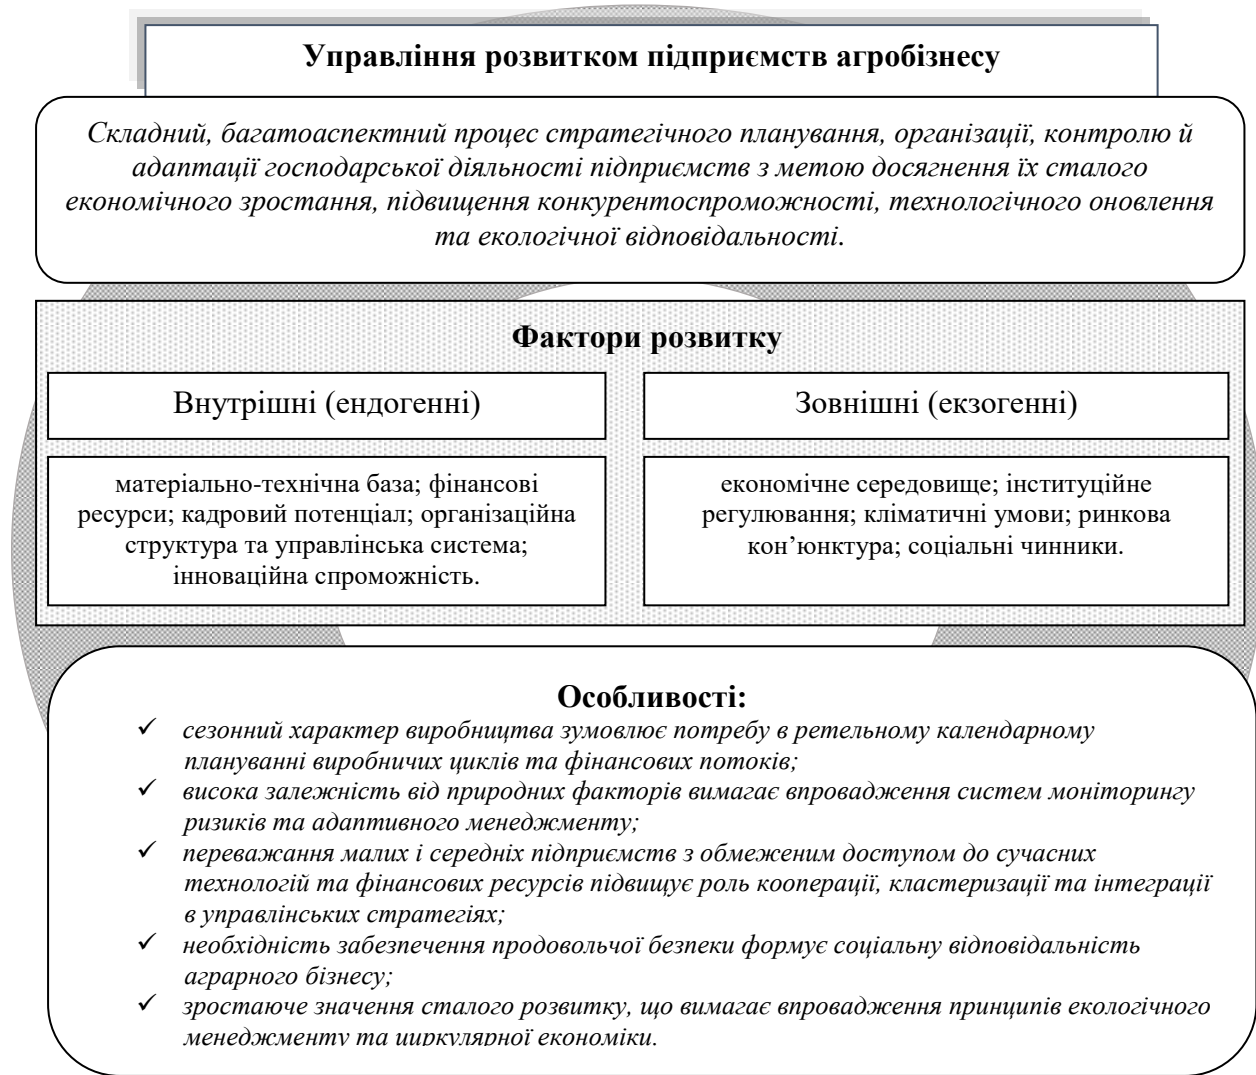 Управління розвитком підприємств агробізнесу
Складний, багатоаспектний процес стратегічного планування, організації, контролю й
адаптації господарської діяльності підприємств з метою досягнення їх сталого
економічного зростання, підвищення конкурентоспроможності, технологічного оновлення
та екологічної відповідальності.
Фактори розвитку
Внутрішні (ендогенні)
матеріально-технічна база; фінансові
ресурси; кадровий потенціал; організаційна
структура та управлінська система;
інноваційна спроможність.
Зовнішні (екзогенні)
економічне середовище; інституційне
регулювання; кліматичні умови; ринкова
кон’юнктура; соціальні чинники.
Особливості:
✓ сезонний характер виробництва зумовлює потребу в ретельному календарному
плануванні виробничих циклів та фінансових потоків;
✓ висока залежність від природних факторів вимагає впровадження систем моніторингу
ризиків та адаптивного менеджменту;
✓ переважання малих і середніх підприємств з обмеженим доступом до сучасних
технологій та фінансових ресурсів підвищує роль кооперації, кластеризації та інтеграції
в управлінських стратегіях;
✓ необхідність забезпечення продовольчої безпеки формує соціальну відповідальність
аграрного бізнесу;
✓ зростаюче значення сталого розвитку, що вимагає впровадження принципів екологічного
менеджменту та циркулярної економіки.